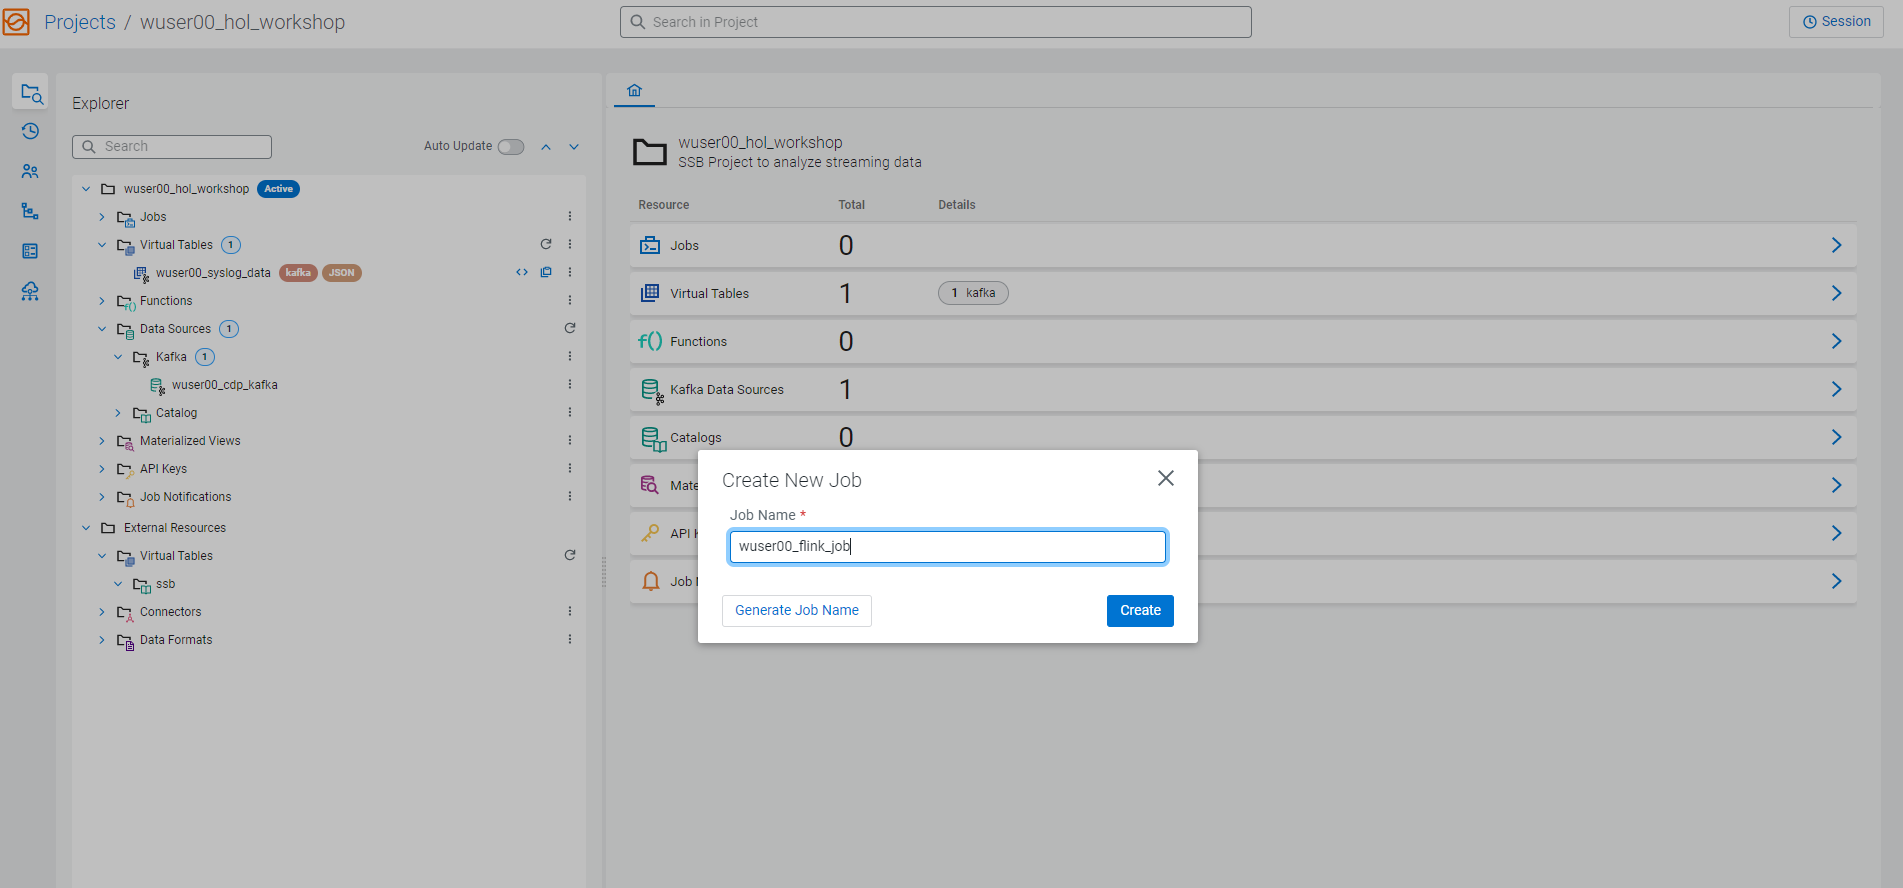 Projects / wuser00_hol_workshop
Search in Project
Session
Explorer
Search
Auto Update
wuser00_hol_workshop Active
Jobs
Virtual Tables 1
wuser00_syslog_data kafka JSON
Functions
Data Sources 1
Kafka 1
wuser00_cdp_kafka
Catalog
Materialized Views
API Keys
Job Notifications
External Resources
Virtual Tables
ssb
Connectors
Data Formats
wuser00_hol_workshop
SSB Project to analyze streaming data
Resource Total Details
Jobs 0
Virtual Tables 1 1 kafka
f() Functions 0
Kafka Data Sources 1
Catalogs 0
Mate
API
Job
Create New Job
Job Name *
wuser00_flink_job
Generate Job Name
Create